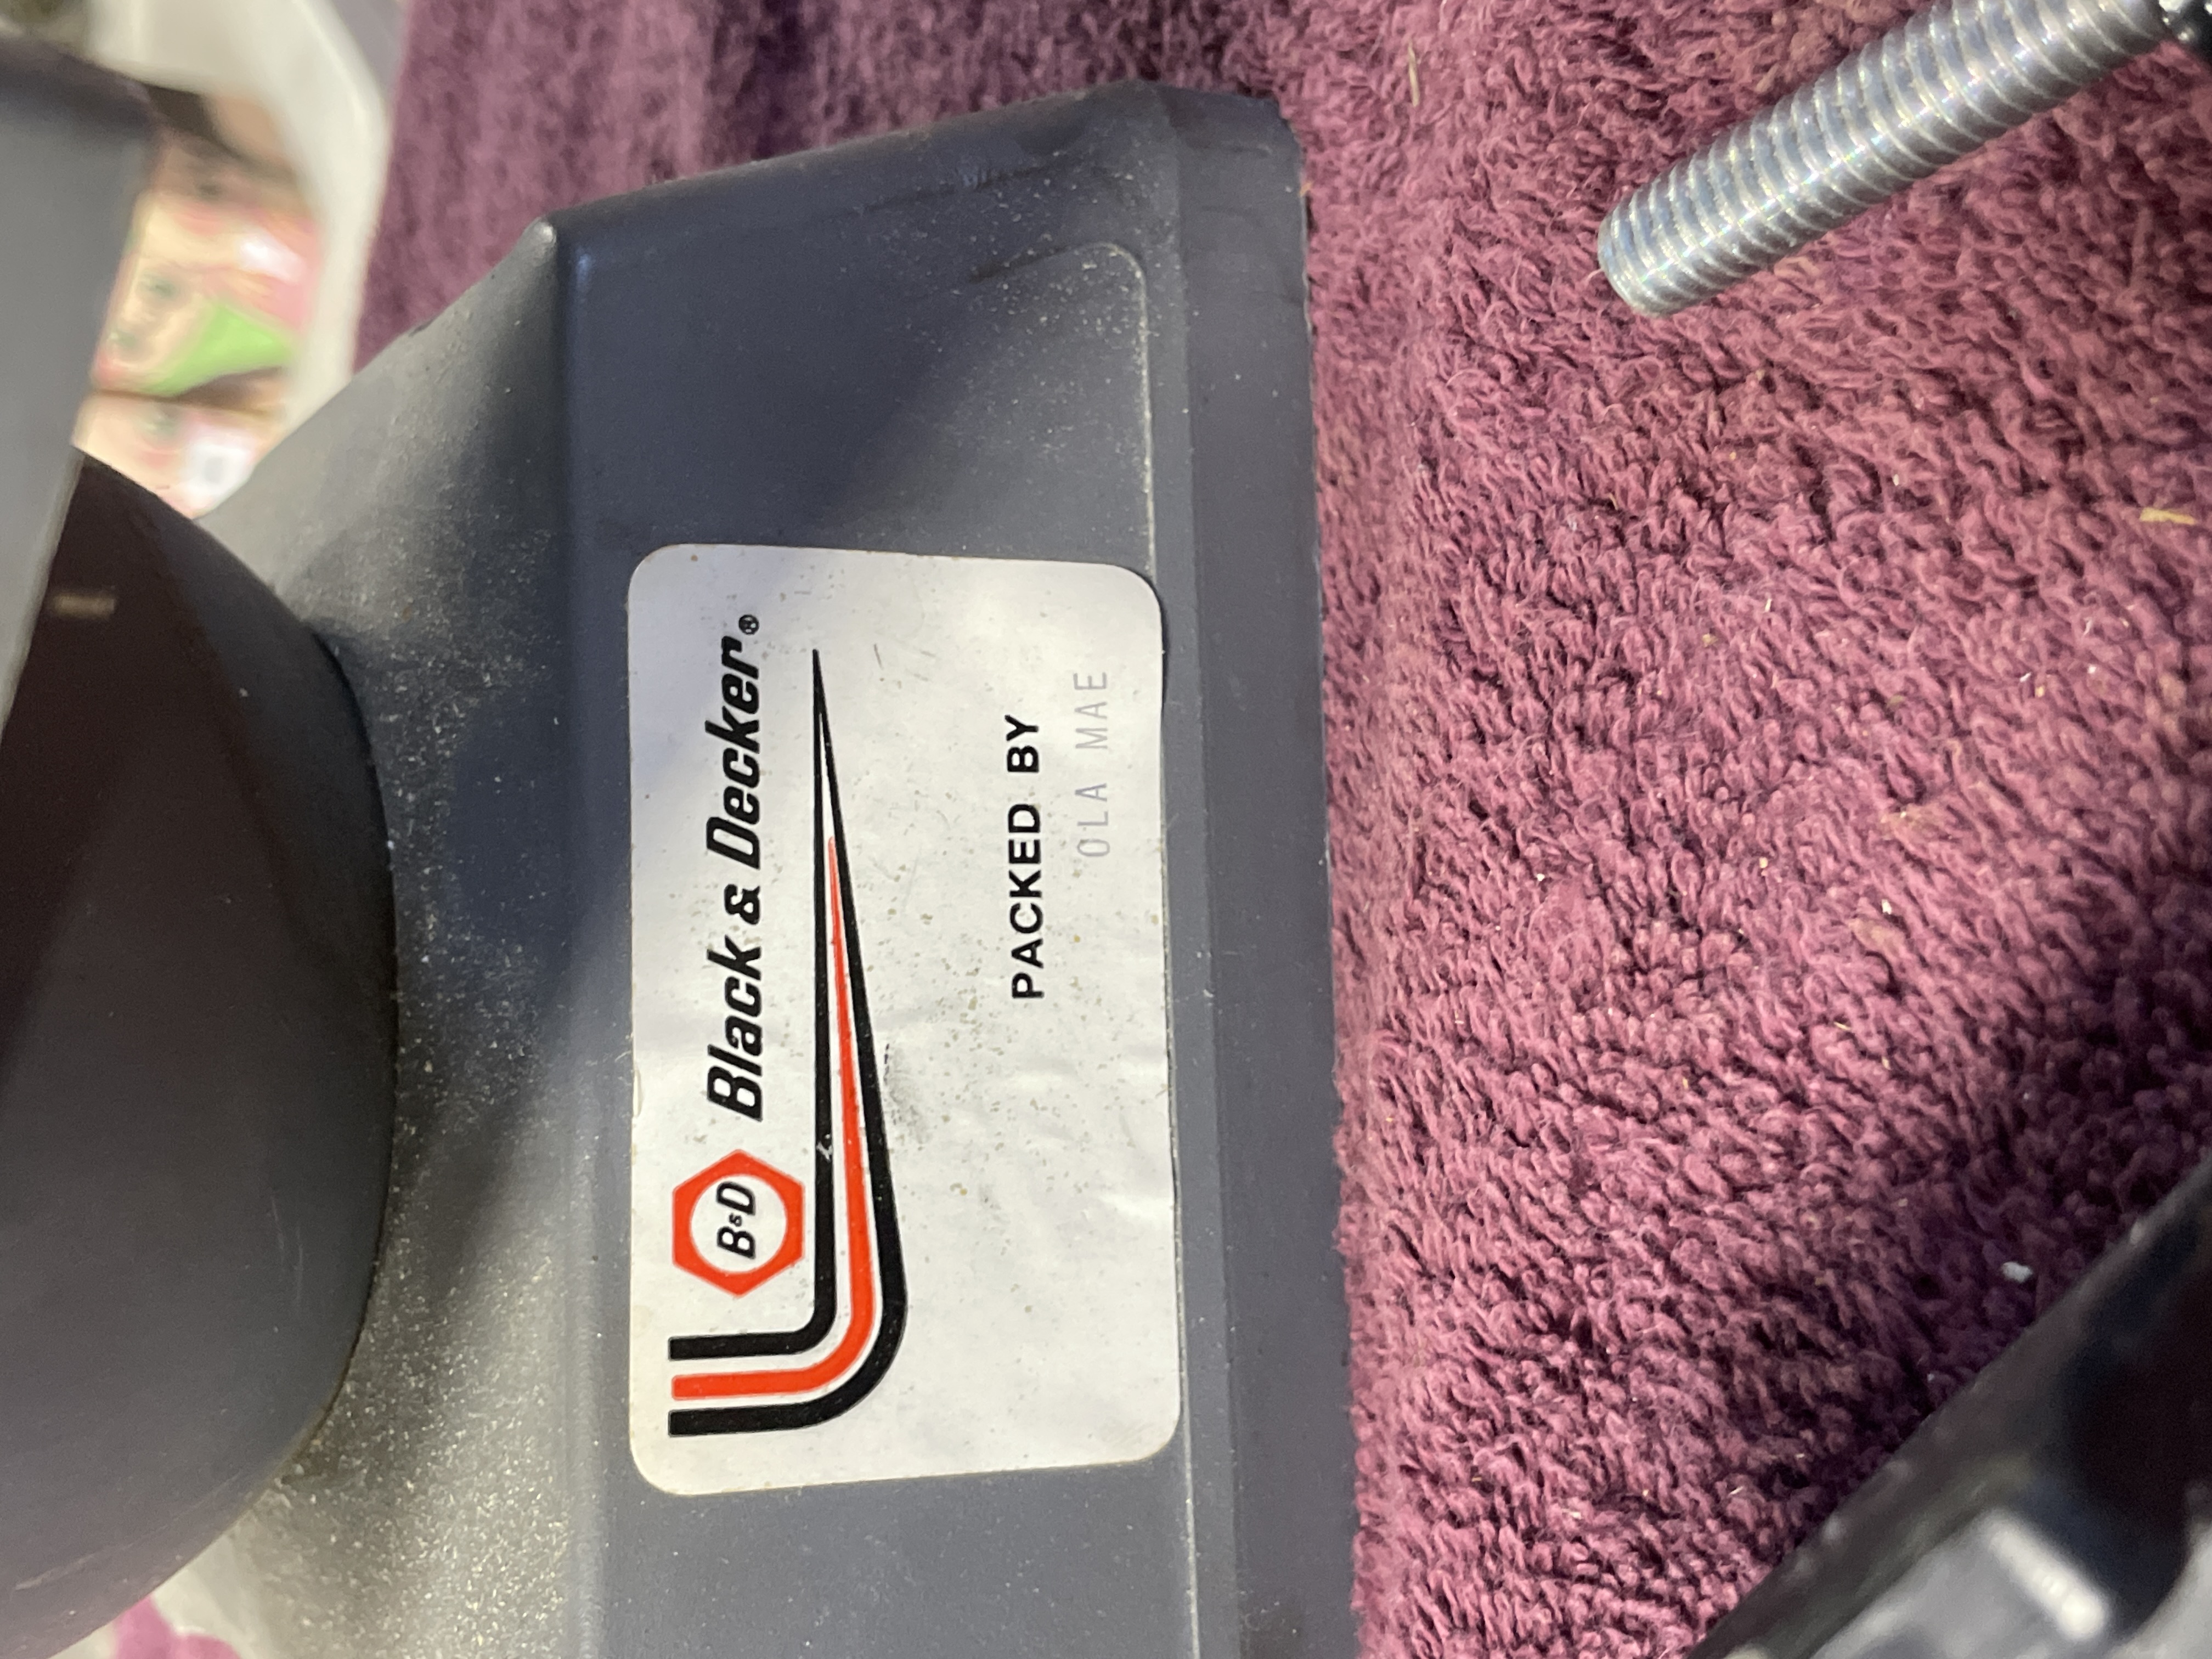 B&D Black & Decker®
PACKED BY
OLA MAE